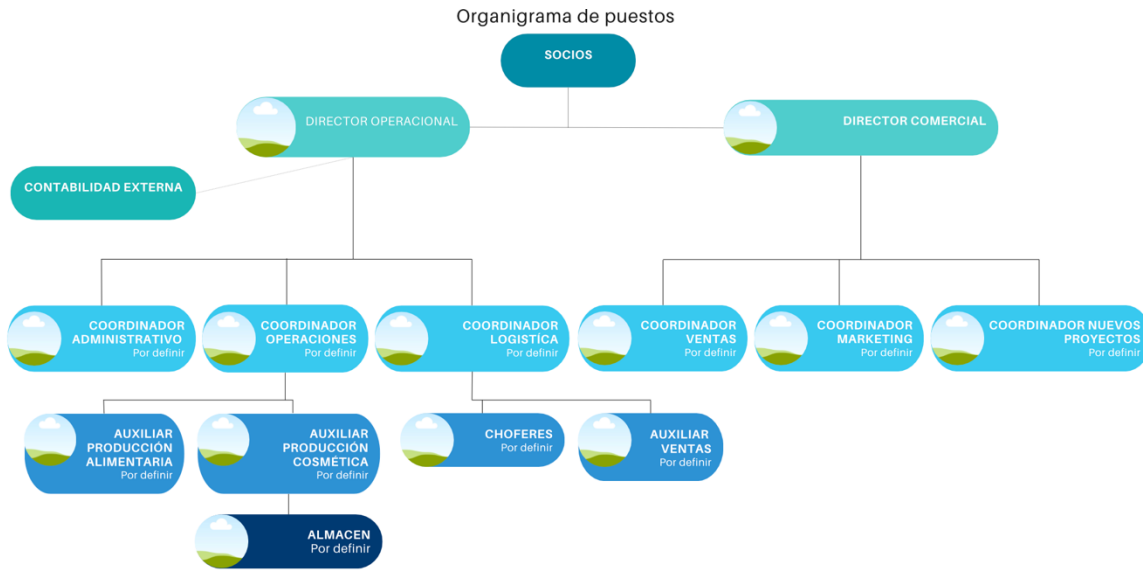 Organigrama de puestos
SOCIOS
DIRECTOR OPERACIONAL
DIRECTOR COMERCIAL
CONTABILIDAD EXTERNA
COORDINADOR
ADMINISTRATIVO
Por definir
COORDINADOR
OPERACIONES
Por definir
COORDINADOR
LOGISTÍCA
Por definir
COORDINADOR
VENTAS
Por definir
COORDINADOR
MARKETING
Por definir
COORDINADOR NUEVOS
PROYECTOS
Por definir
AUXILIAR
PRODUCCIÓN
ALIMENTARIA
Por definir
AUXILIAR
PRODUCCIÓN
COSMÉTICA
Por definir
CHOFERES
Por definir
AUXILIAR
VENTAS
Por definir
ALMACEN
Por definir